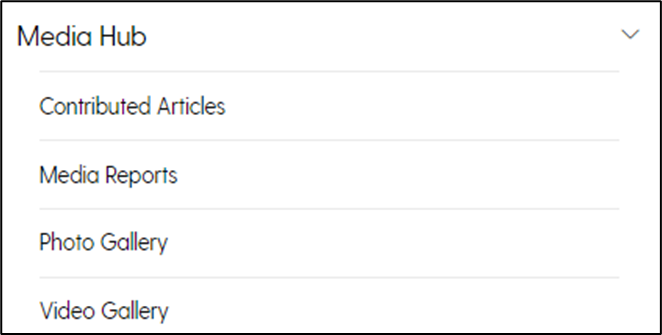 Media Hub
Contributed Articles
Media Reports
Photo Gallery
Video Gallery